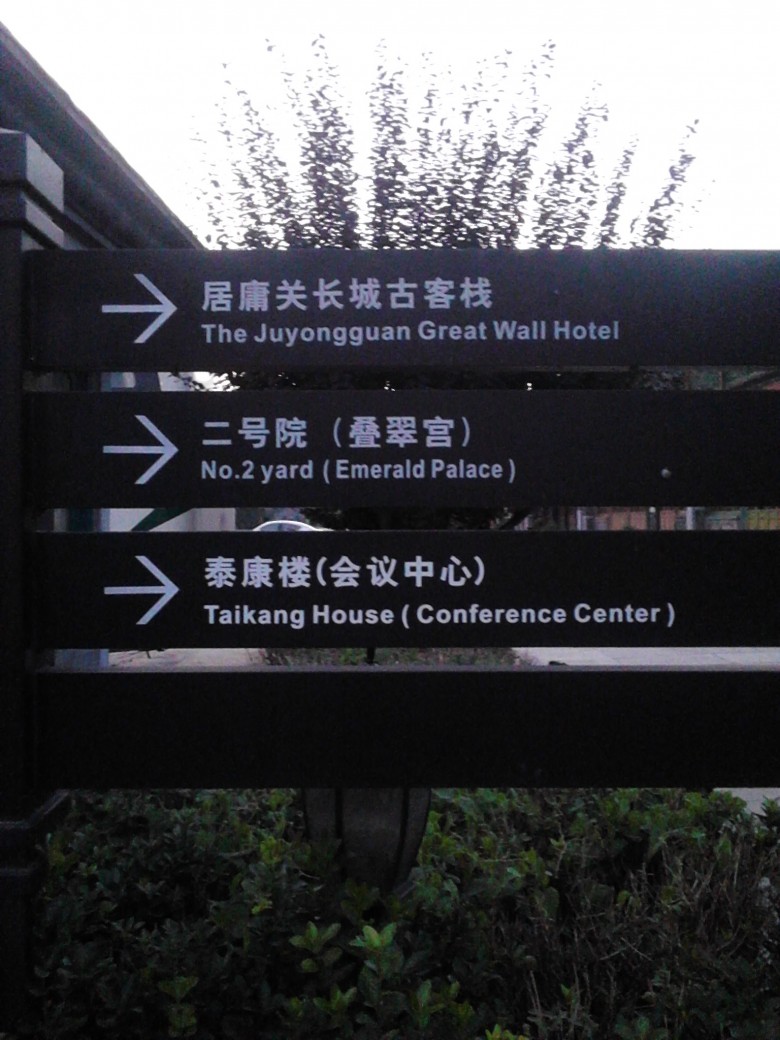 居庸关长城古客栈
The Juyongguan Great Wall Hotel
二号院（叠翠宫）
No.2 yard (Emerald Palace)
泰康楼(会议中心)
Taikang House (Conference Center)